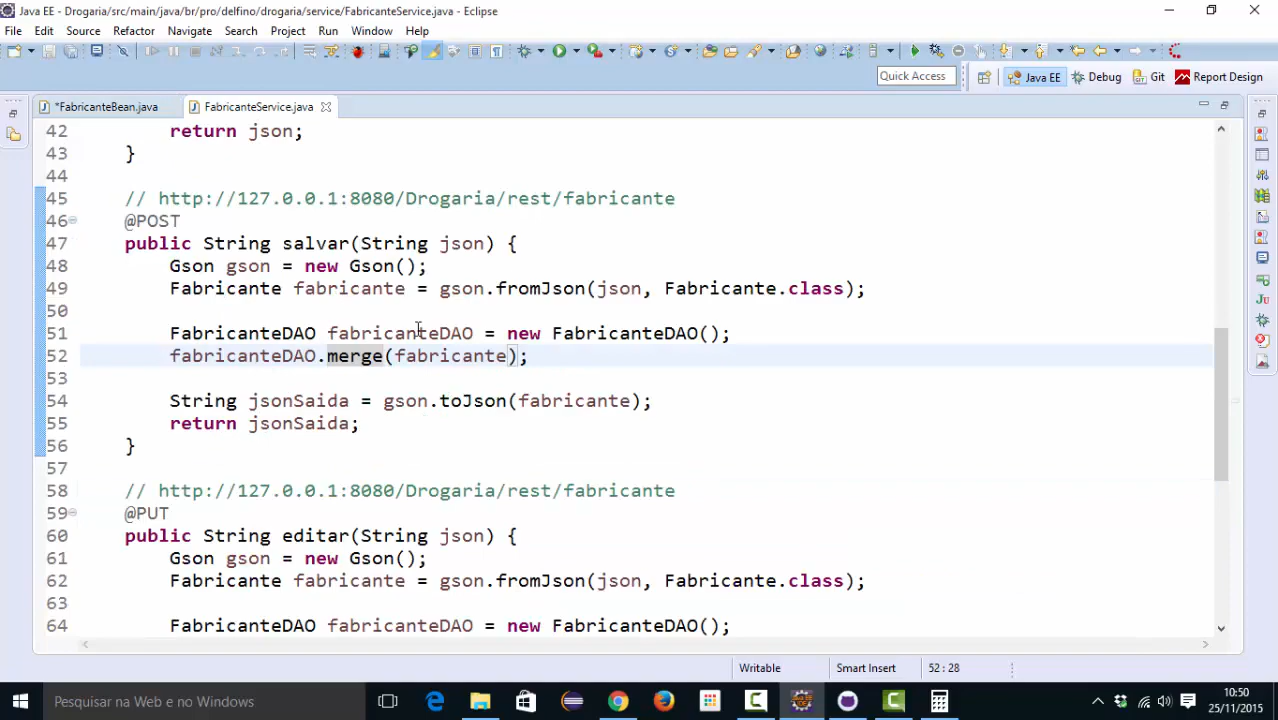 Java EE - Drogaria/src/main/java/br/pro/delfino/drogaria/service/FabricanteService.java - Eclipse
File Edit Source Refactor Navigate Search Project Run Window Help
Quick Access Java EE Debug Git Report Design
*FabricanteBean.java FabricanteService.java
42 return json;
43 }
44
45 // http://127.0.0.1:8080/Drogaria/rest/fabricante
46 @POST
47 public String salvar(String json) {
48 Gson gson = new Gson();
49 Fabricante fabricante = gson.fromJson(json, Fabricante.class);
50
51 FabricanteDAO fabricanteDAO = new FabricanteDAO();
52 fabricanteDAO.merge(fabricante);
53
54 String jsonSaida = gson.toJson(fabricante);
55 return jsonSaida;
56 }
57
58 // http://127.0.0.1:8080/Drogaria/rest/fabricante
59 @PUT
60 public String editar(String json) {
61 Gson gson = new Gson();
62 Fabricante fabricante = gson.fromJson(json, Fabricante.class);
63
64 FabricanteDAO fabricanteDAO = new FabricanteDAO();
Writable Smart Insert 52 : 28
Pesquisar na Web e no Windows
10:50
25/11/2015